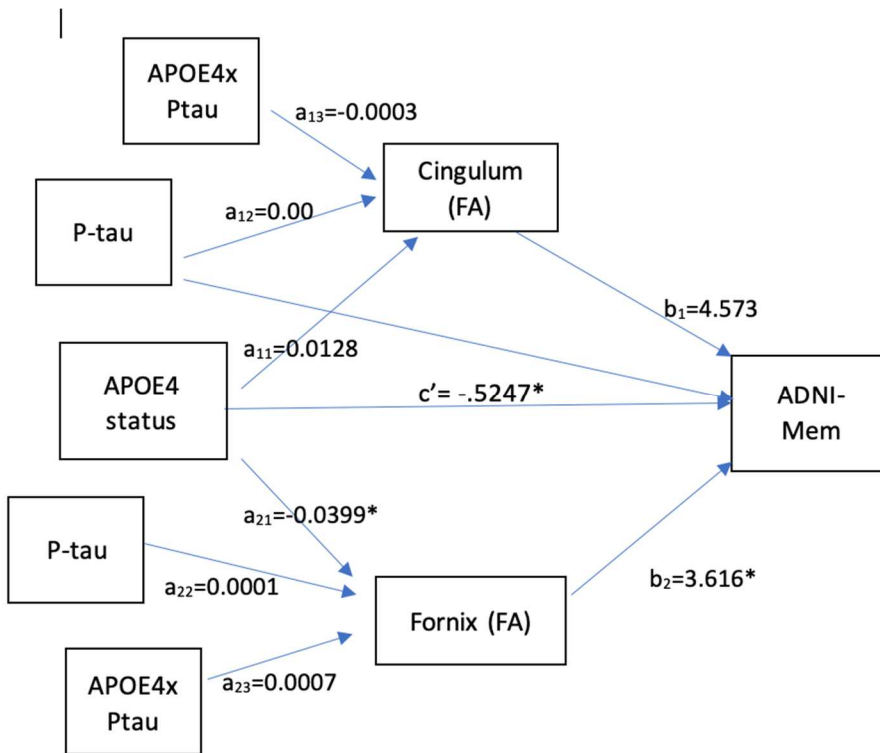 APOE4x
Ptau
a₁₃=-0.0003
Cingulum
(FA)
P-tau
a₁₂=0.00
b₁=4.573
a₁₁=0.0128
APOE4
status
c’= -.5247*
ADNI-
Mem
a₂₁=-0.0399*
P-tau
a₂₂=0.0001
b₂=3.616*
Fornix (FA)
APOE4x
Ptau
a₂₃=0.0007